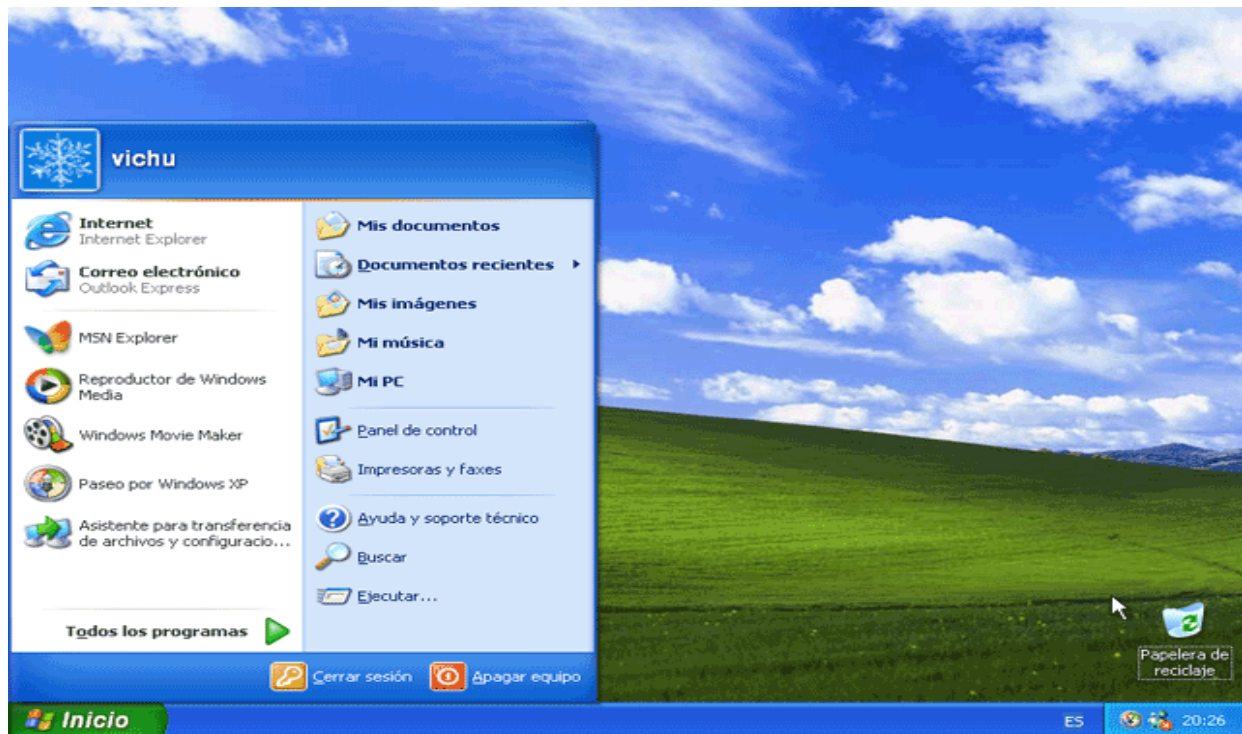 vichu
Internet
Internet Explorer
Correo electrónico
Outlook Express
MSN Explorer
Reproductor de Windows
Media
Windows Movie Maker
Paseo por Windows XP
Asistente para transferencia
de archivos y configuracio...
Todos los programas
Mis documentos
Documentos recientes
Mis imágenes
Mi música
Mi PC
Panel de control
Impresoras y faxes
Ayuda y soporte técnico
Buscar
Ejecutar...
Cerrar sesión
Apagar equipo
Papelera de
reciclaje
Inicio
ES
20:26